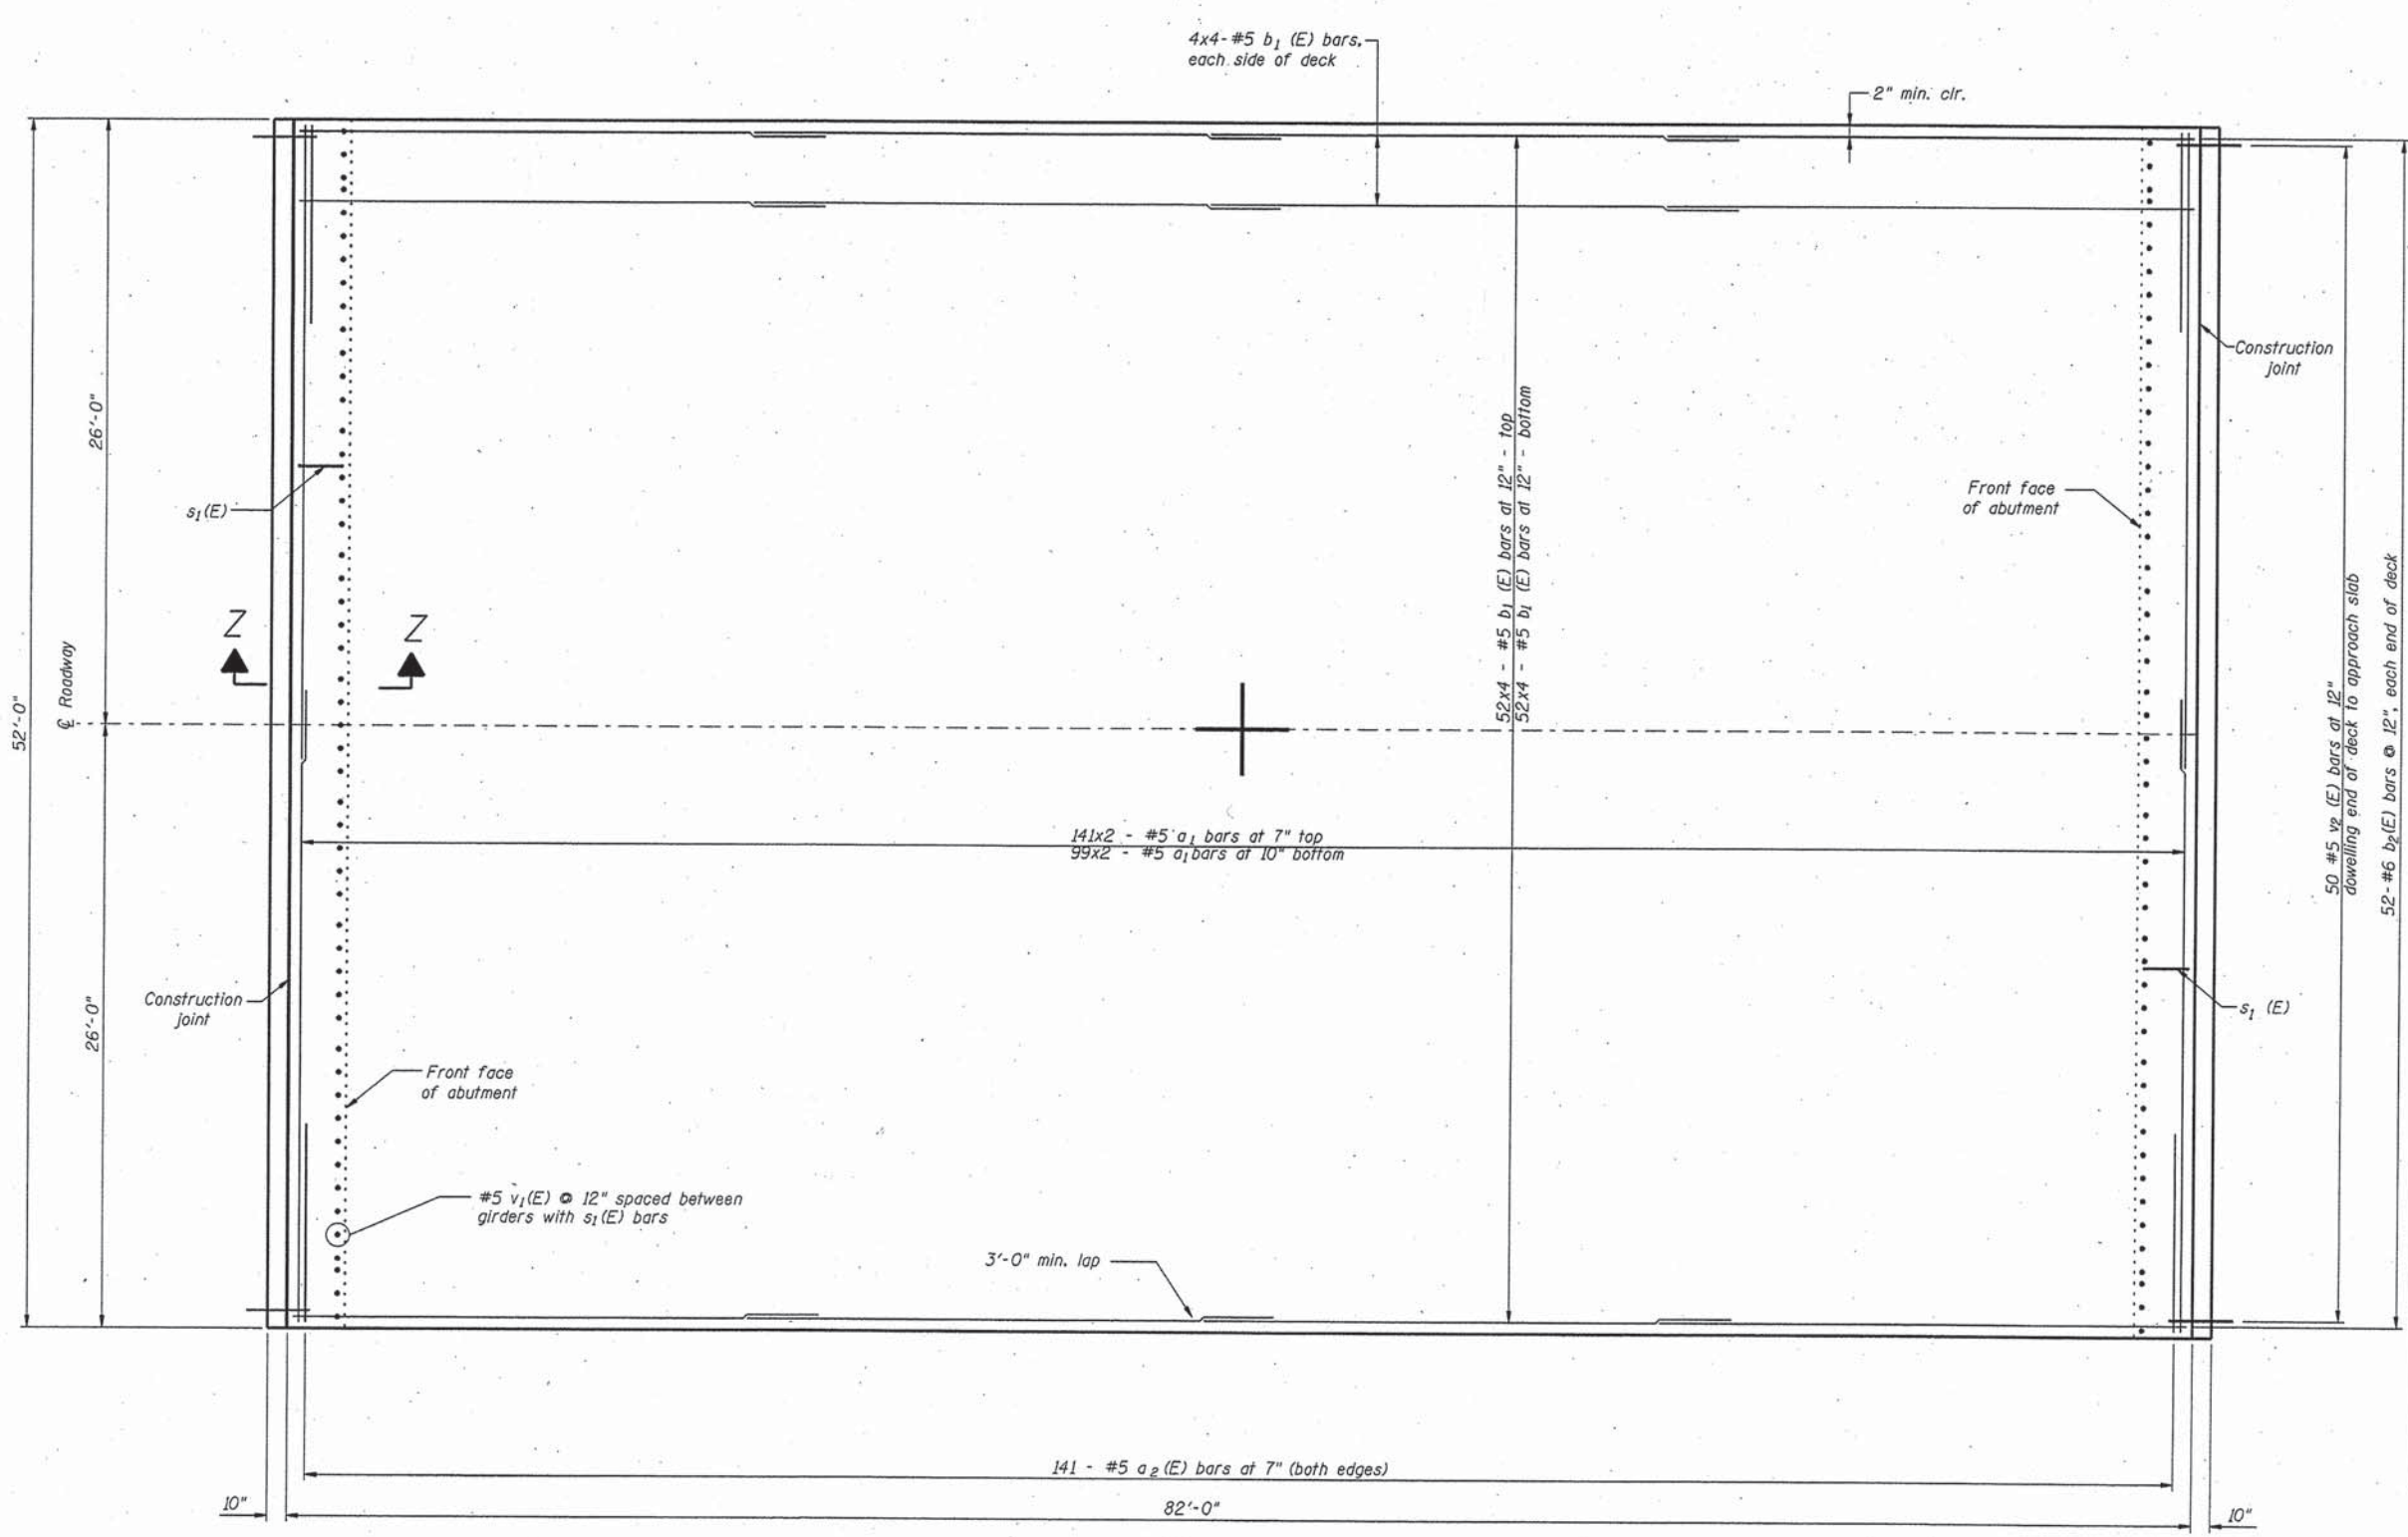 4x4-#5 b1 (E) bars,
each side of deck
2" min. clr.
52'-0"
26'-0"
26'-0"
℄ Roadway
s1(E)
Z
Z
Construction
joint
Front face
of abutment
52x4 - #5 b1 (E) bars at 12" - top
52x4 - #5 b1 (E) bars at 12" - bottom
Front face
of abutment
Construction
joint
50 #5 v2 (E) bars at 12"
dowelling end of deck to approach slab
52-#6 b2(E) bars @ 12", each end of deck
141x2 - #5 a1 bars at 7" top
99x2 - #5 a1 bars at 10" bottom
s1 (E)
#5 v1(E) @ 12" spaced between
girders with s1(E) bars
3'-0" min. lap
141 - #5 a2 (E) bars at 7" (both edges)
10"
82'-0"
10"